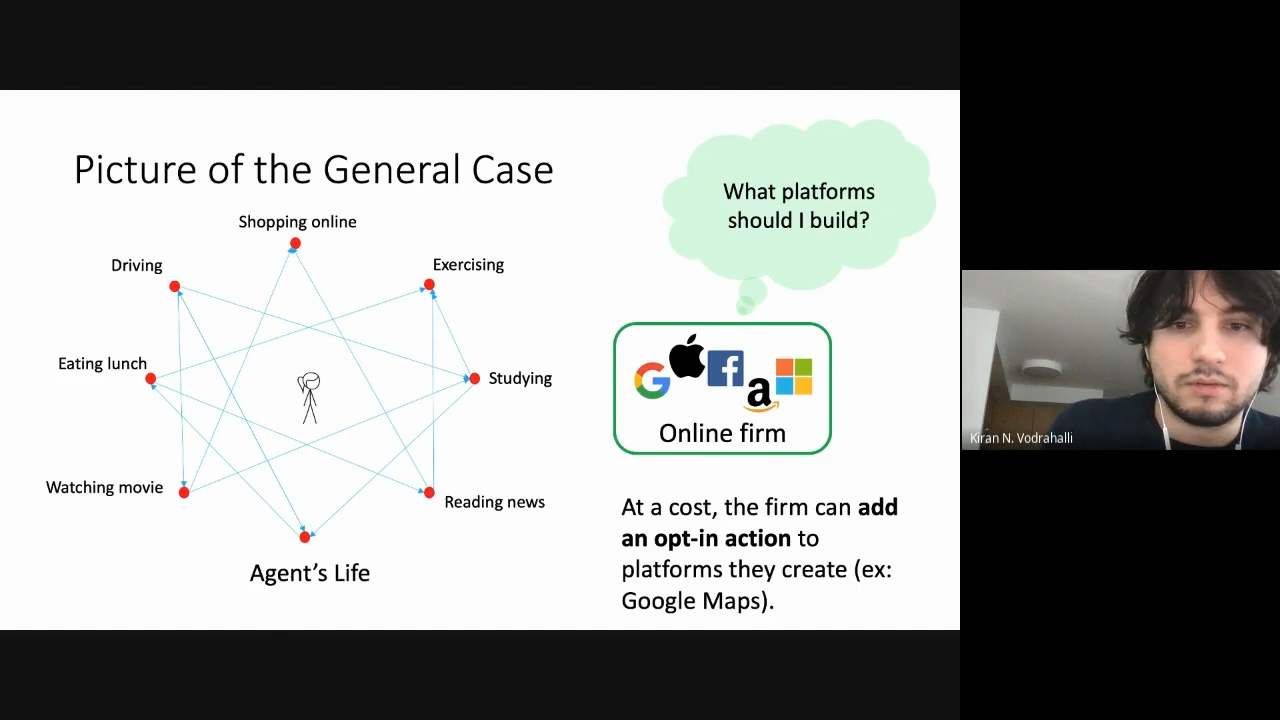 Picture of the General Case
Shopping online
Driving
Exercising
Eating lunch
Studying
Watching movie
Reading news
Agent's Life
What platforms
should I build?
G
f
a
Online firm
At a cost, the firm can add
an opt-in action to
platforms they create (ex:
Google Maps).
Kiran N. Vodrahalli